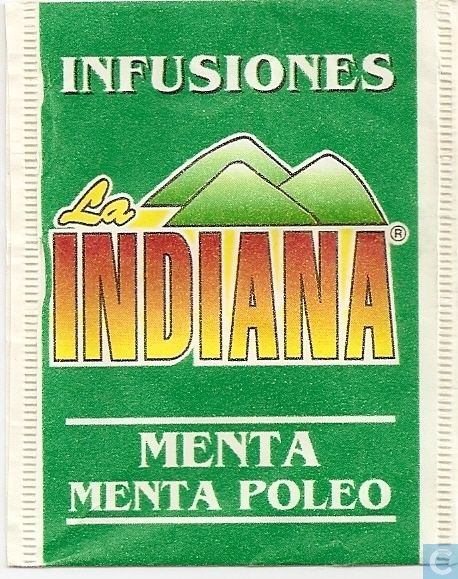 INFUSIONES
La
INDIANA®
MENTA
MENTA POLEO